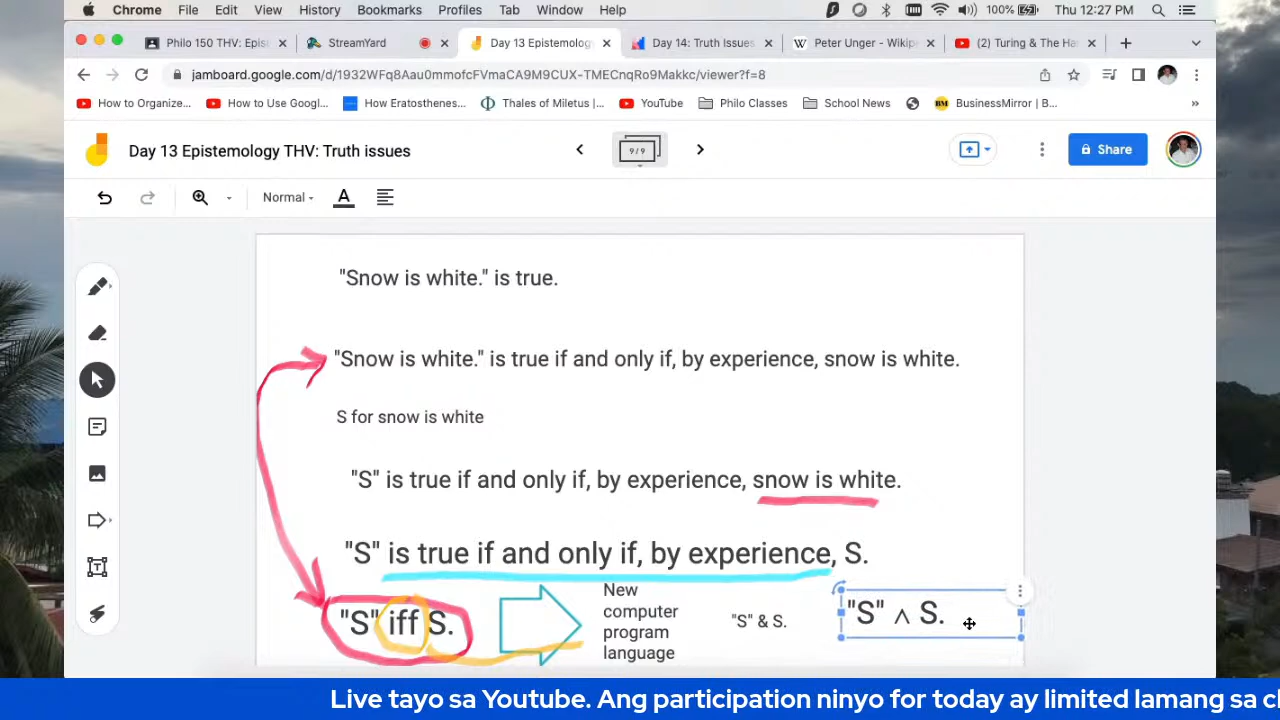 Chrome File Edit View History Bookmarks Profiles Tab Window Help 100% Thu 12:27 PM
Philo 150 THV: Epis StreamYard Day 13 Epistemology Day 14: Truth Issues Peter Unger - Wikipe (2) Turing & The Ha
jamboard.google.com/d/1932WFq8Aau0mmofcFVmaCA9M9CUX-TMECnqRo9Makkc/viewer?f=8
How to Organize... How to Use Googl... How Eratosthenes... Thales of Miletus |... YouTube Philo Classes School News BM BusinessMirror | B... »
Day 13 Epistemology THV: Truth issues 9/9 Share
Normal A
"Snow is white." is true.
"Snow is white." is true if and only if, by experience, snow is white.
S for snow is white
"S" is true if and only if, by experience, snow is white.
"S" is true if and only if, by experience, S.
"S" iff S.
New
computer
program
language
"S" & S.
"S" ∧ S.
Live tayo sa Youtube. Ang participation ninyo for today ay limited lamang sa